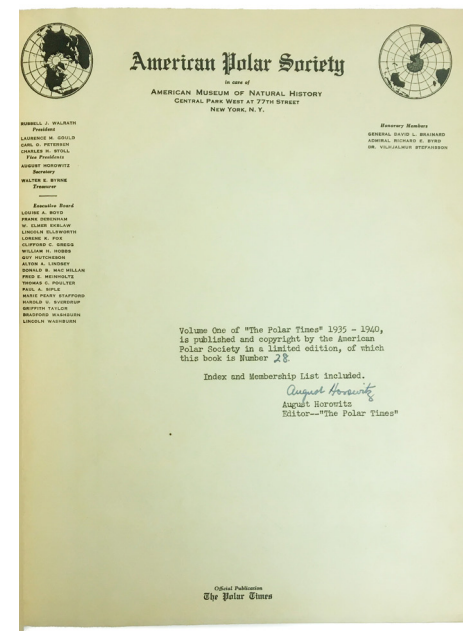 American Polar Society
in care of
AMERICAN MUSEUM OF NATURAL HISTORY
CENTRAL PARK WEST AT 77TH STREET
NEW YORK, N. Y.
RUSSELL J. WALRATH
President
LAURENCE M. GOULD
CARL O. PETERSEN
CHARLES H. STOLL
Vice Presidents
AUGUST HOROWITZ
Secretary
WALTER E. BYRNE
Treasurer
Executive Board
LOUISE A. BOYD
FRANK DEBENHAM
W. ELMER EKBLAW
LINCOLN ELLSWORTH
LORENE K. FOX
CLIFFORD C. GREGG
WILLIAM H. HOBBS
GUY HUTCHESON
ALTON A. LINDSEY
DONALD B. MAC MILLAN
FRED E. MEINHOLTZ
THOMAS C. POULTER
PAUL A. SIPLE
MARIE PEARY STAFFORD
HAROLD U. SVERDRUP
GRIFFITH TAYLOR
BRADFORD WASHBURN
LINCOLN WASHBURN
Honorary Members
GENERAL DAVID L. BRAINARD
ADMIRAL RICHARD E. BYRD
DR. VILHJALMUR STEFANSSON
Volume One of "The Polar Times" 1935 - 1940,
is published and copyright by the American
Polar Society in a limited edition, of which
this book is Number 28.
Index and Membership List included.
August Horowitz
August Horowitz
Editor--"The Polar Times"
Official Publication
The Polar Times